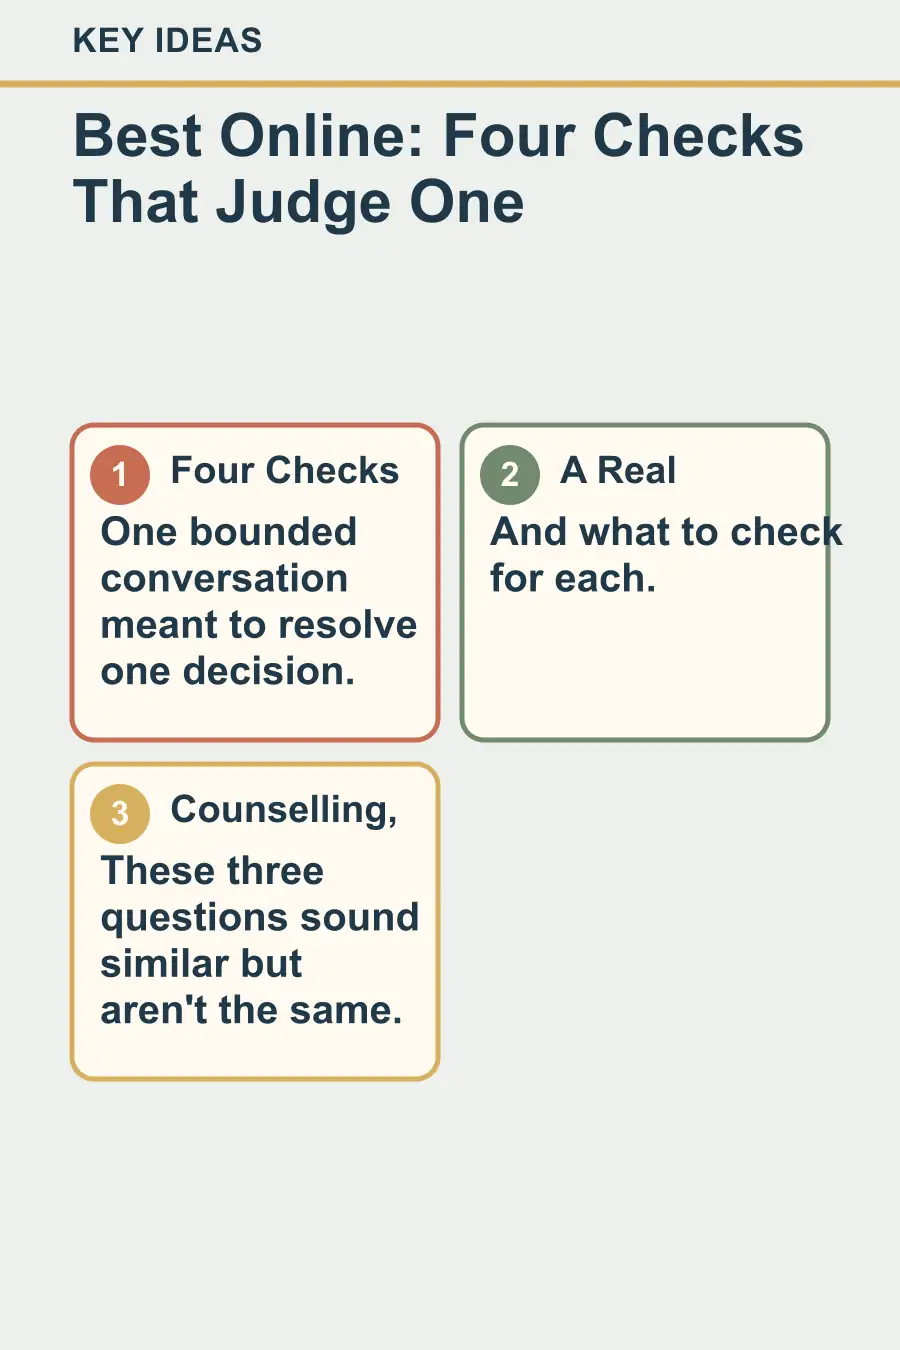 KEY IDEAS
Best Online: Four Checks
That Judge One
1 Four Checks
One bounded
conversation
meant to resolve
one decision.
2 A Real
And what to check
for each.
3 Counselling,
These three
questions sound
similar but
aren't the same.